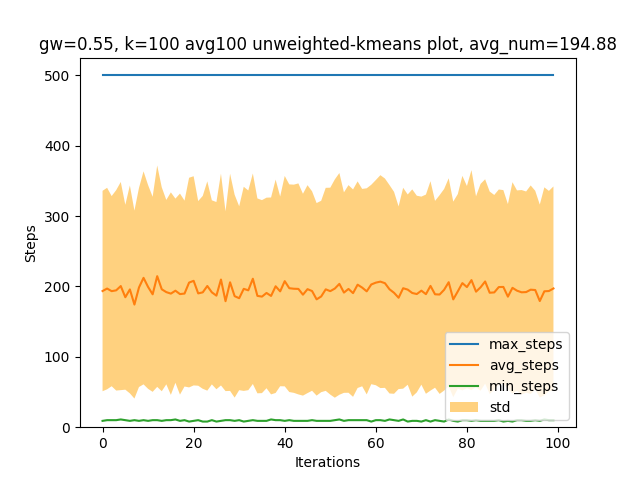 gw=0.55, k=100 avg100 unweighted-kmeans plot, avg_num=194.88
500
400
300
200
100
0
Steps
0 20 40 60 80 100
Iterations
max_steps
avg_steps
min_steps
std